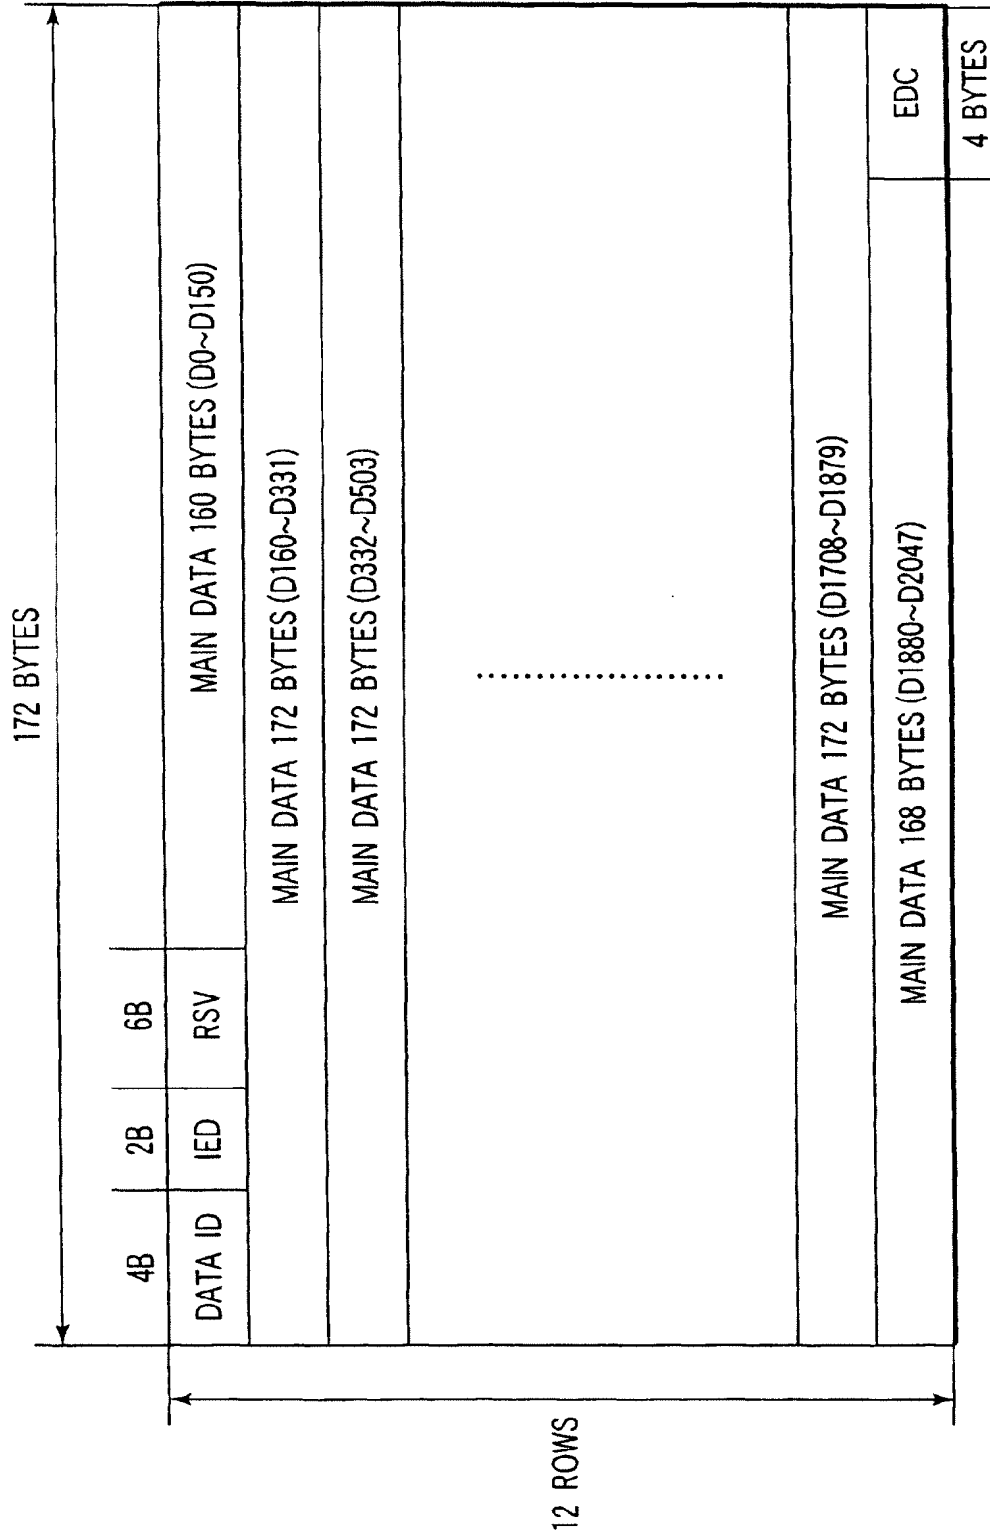 172 BYTES
4B 2B 6B
DATA ID IED RSV MAIN DATA 160 BYTES (D0~D150)
MAIN DATA 172 BYTES (D160~D331)
MAIN DATA 172 BYTES (D332~D503)
....................
MAIN DATA 172 BYTES (D1708~D1879)
MAIN DATA 168 BYTES (D1880~D2047) EDC
4 BYTES
12 ROWS